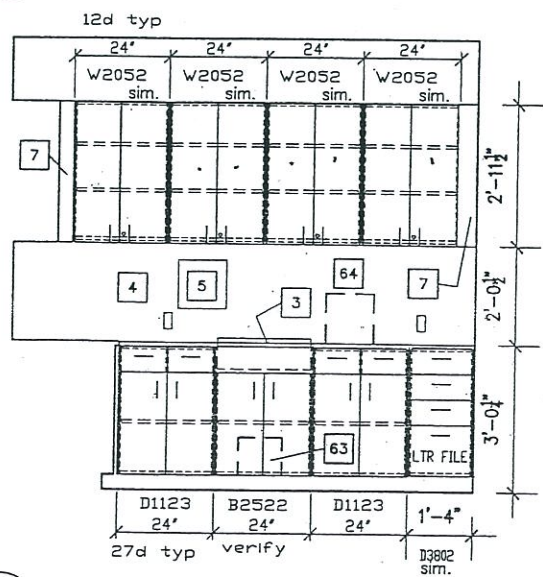 12d typ
24" 24" 24" 24"
W2052 W2052 W2052 W2052
sim. sim. sim. sim.
7
2'-11½"
4 5 64 7
3
2'-0½"
3'-0¼"
63
LTR FILE
D1123 B2522 D1123 1'-4"
24" 24" 24"
27d typ verify D3802
sim.